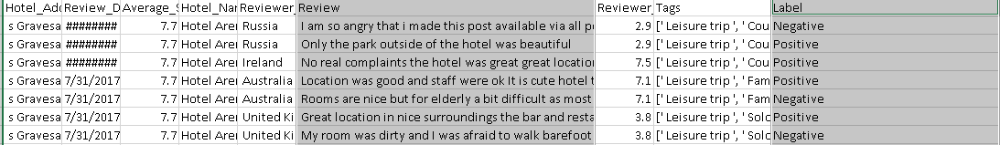 Hotel_Add Review_D Average_S Hotel_Nam Reviewer_ Review Reviewer_ Tags Label
s Gravesa ######## 7.7 Hotel Arer Russia I am so angry that i made this post available via all po 2.9 [' Leisure trip ', ' Cou Negative
s Gravesa ######## 7.7 Hotel Arer Russia Only the park outside of the hotel was beautiful 2.9 [' Leisure trip ', ' Cou Positive
s Gravesa ######## 7.7 Hotel Arer Ireland No real complaints the hotel was great great location 7.5 [' Leisure trip ', ' Cou Positive
s Gravesa 7/31/2017 7.7 Hotel Arer Australia Location was good and staff were ok It is cute hotel t 7.1 [' Leisure trip ', ' Fam Positive
s Gravesa 7/31/2017 7.7 Hotel Arer Australia Rooms are nice but for elderly a bit difficult as most 7.1 [' Leisure trip ', ' Fam Negative
s Gravesa 7/31/2017 7.7 Hotel Arer United Ki Great location in nice surroundings the bar and resta 3.8 [' Leisure trip ', ' Solo Positive
s Gravesa 7/31/2017 7.7 Hotel Arer United Ki My room was dirty and I was afraid to walk barefoot 3.8 [' Leisure trip ', ' Solo Negative